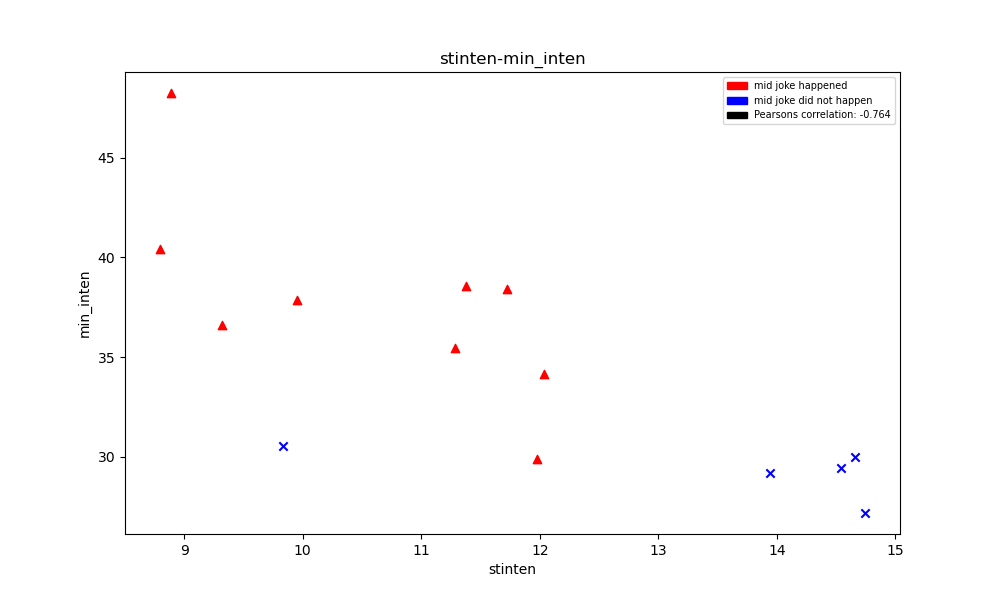 stinten-min_inten
mid joke happened
mid joke did not happen
Pearsons correlation: -0.764
45
40
35
30
min_inten
9
10
11
12
13
14
15
stinten